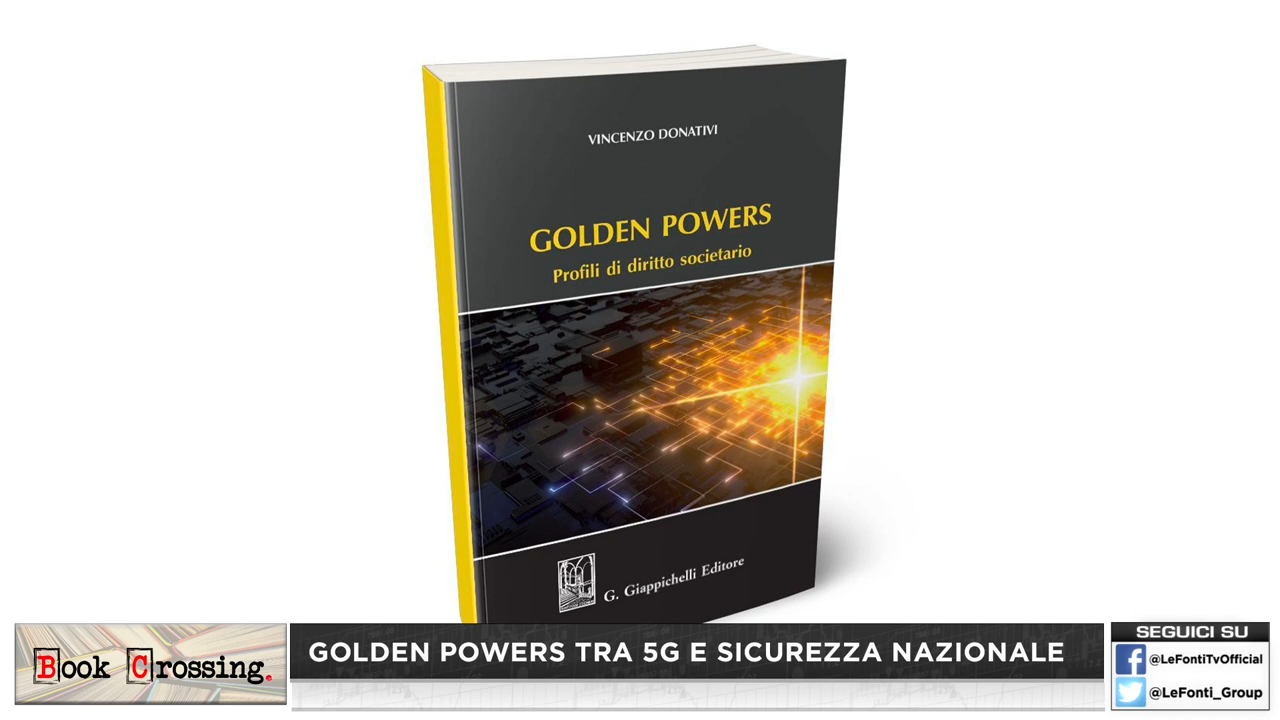 VINCENZO DONATIVI
GOLDEN POWERS
Profili di diritto societario
G. Giappichelli Editore
Book Crossing.
GOLDEN POWERS TRA 5G E SICUREZZA NAZIONALE
SEGUICI SU
@LeFontiTvOfficial
@LeFonti_Group